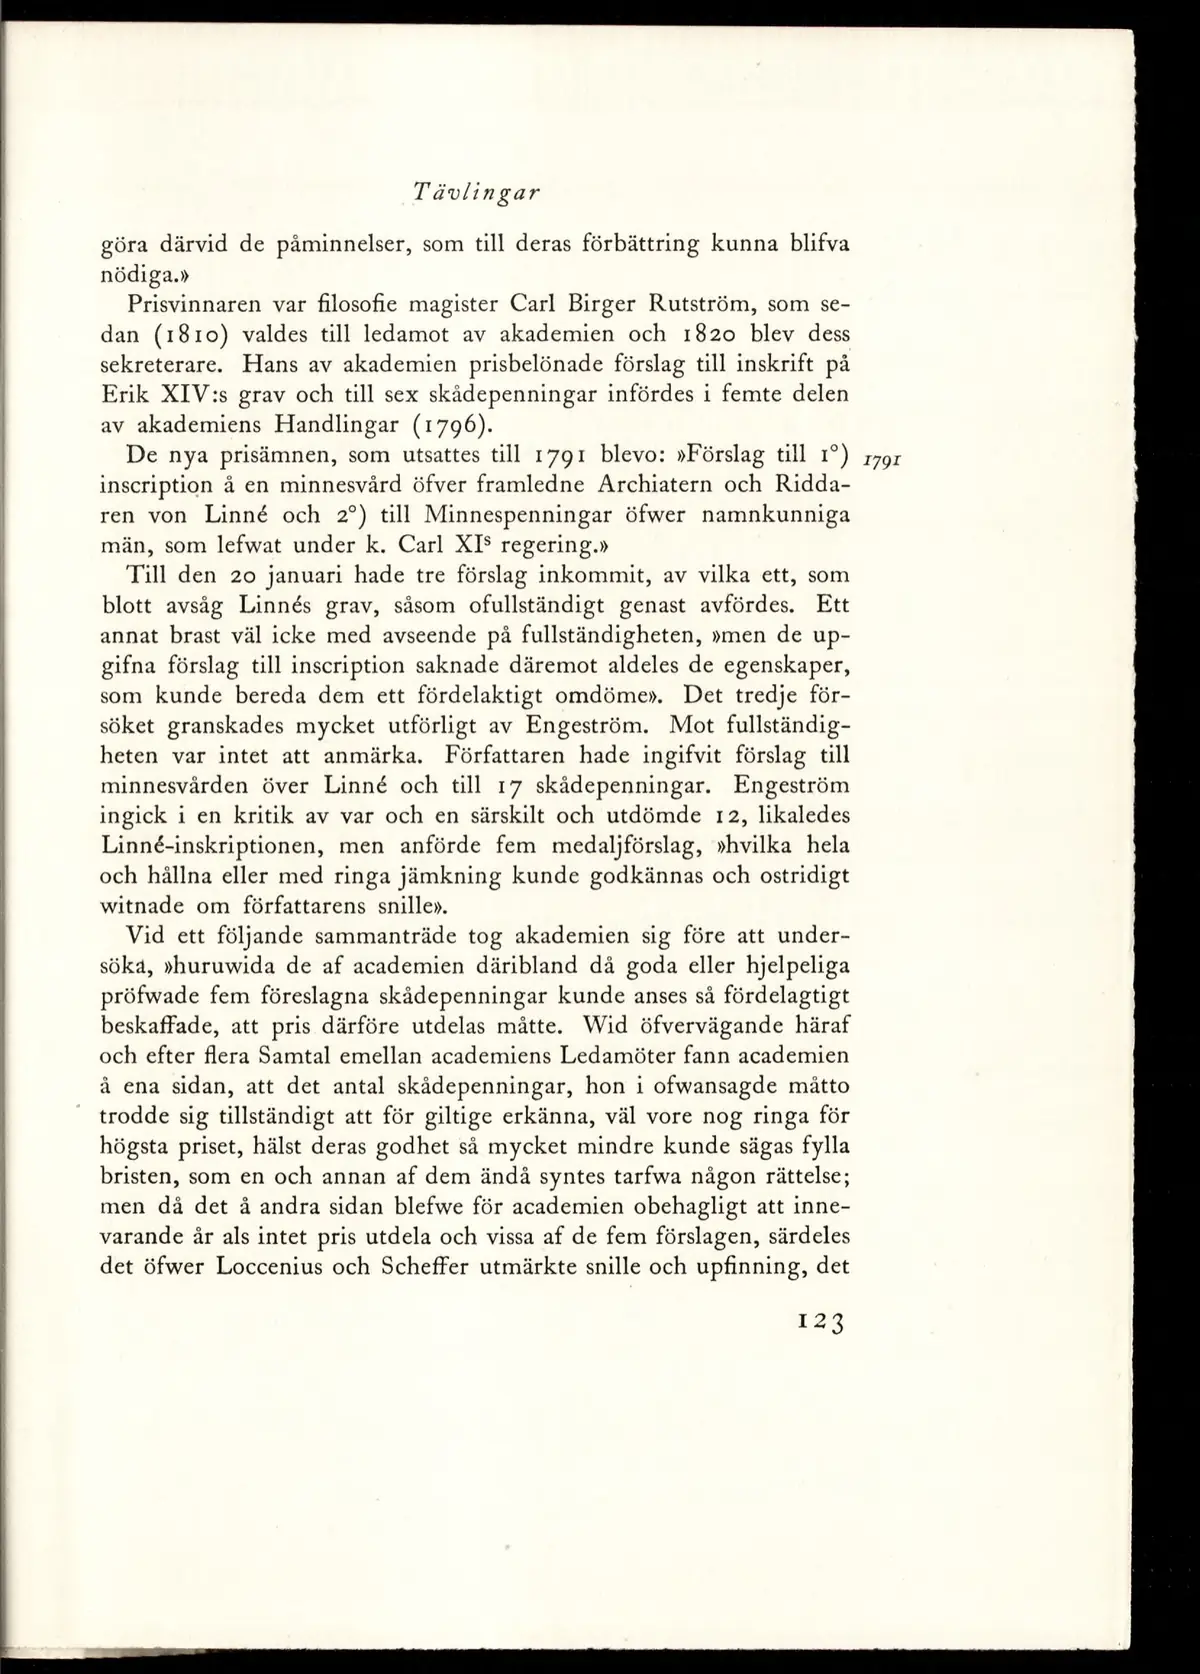 Tävlingar
göra därvid de påminnelser, som till deras förbättring kunna blifva
nödiga.»
Prisvinnaren var filosofie magister Carl Birger Rutström, som se-
dan (1810) valdes till ledamot av akademien och 1820 blev dess
sekreterare. Hans av akademien prisbelönade förslag till inskrift på
Erik XIV:s grav och till sex skådepenningar infördes i femte delen
av akademiens Handlingar (1796).
De nya prisämnen, som utsattes till 1791 blevo: »Förslag till 1°) 1791
inscription å en minnesvård öfver framledne Archiatern och Ridda-
ren von Linné och 2°) till Minnespenningar öfwer namnkunniga
män, som lefwat under k. Carl XIˢ regering.»
Till den 20 januari hade tre förslag inkommit, av vilka ett, som
blott avsåg Linnés grav, såsom ofullständigt genast avfördes. Ett
annat brast väl icke med avseende på fullständigheten, »men de up-
gifna förslag till inscription saknade däremot aldeles de egenskaper,
som kunde bereda dem ett fördelaktigt omdöme». Det tredje för-
söket granskades mycket utförligt av Engeström. Mot fullständig-
heten var intet att anmärka. Författaren hade ingifvit förslag till
minnesvården över Linné och till 17 skådepenningar. Engeström
ingick i en kritik av var och en särskilt och utdömde 12, likaledes
Linné-inskriptionen, men anförde fem medaljförslag, »hvilka hela
och hållna eller med ringa jämkning kunde godkännas och ostridigt
witnade om författarens snille».
Vid ett följande sammanträde tog akademien sig före att under-
söka, »huruwida de af academien däribland då goda eller hjelpeliga
pröfwade fem föreslagna skådepenningar kunde anses så fördelagtigt
beskaffade, att pris därföre utdelas måtte. Wid öfvervägande häraf
och efter flera Samtal emellan academiens Ledamöter fann academien
å ena sidan, att det antal skådepenningar, hon i ofwansagde måtto
trodde sig tillständigt att för giltige erkänna, väl vore nog ringa för
högsta priset, hälst deras godhet så mycket mindre kunde sägas fylla
bristen, som en och annan af dem ändå syntes tarfwa någon rättelse;
men då det å andra sidan blefwe för academien obehagligt att inne-
varande år als intet pris utdela och vissa af de fem förslagen, särdeles
det öfwer Loccenius och Scheffer utmärkte snille och upfinning, det
123